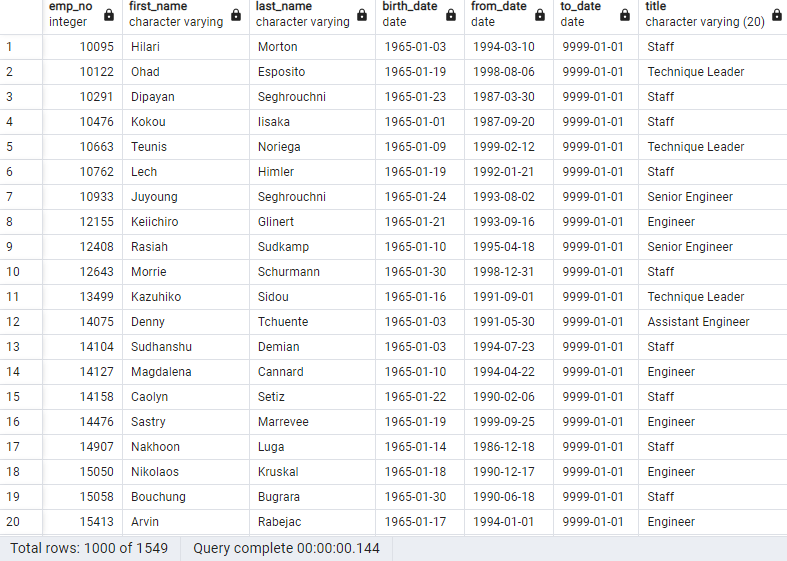 emp_no first_name last_name birth_date from_date to_date title
integer character varying character varying date date date character varying (20)
1 10095 Hilari Morton 1965-01-03 1994-03-10 9999-01-01 Staff
2 10122 Ohad Esposito 1965-01-19 1998-08-06 9999-01-01 Technique Leader
3 10291 Dipayan Seghrouchni 1965-01-23 1987-03-30 9999-01-01 Staff
4 10476 Kokou Iisaka 1965-01-01 1987-09-20 9999-01-01 Staff
5 10663 Teunis Noriega 1965-01-09 1999-02-12 9999-01-01 Technique Leader
6 10762 Lech Himler 1965-01-19 1992-01-21 9999-01-01 Staff
7 10933 Juyoung Seghrouchni 1965-01-24 1993-08-02 9999-01-01 Senior Engineer
8 12155 Keiichiro Glinert 1965-01-21 1993-09-16 9999-01-01 Engineer
9 12408 Rasiah Sudkamp 1965-01-10 1995-04-18 9999-01-01 Senior Engineer
10 12643 Morrie Schurmann 1965-01-30 1998-12-31 9999-01-01 Staff
11 13499 Kazuhiko Sidou 1965-01-16 1991-09-01 9999-01-01 Technique Leader
12 14075 Denny Tchuente 1965-01-03 1991-05-30 9999-01-01 Assistant Engineer
13 14104 Sudhanshu Demian 1965-01-03 1994-07-23 9999-01-01 Staff
14 14127 Magdalena Cannard 1965-01-10 1994-04-22 9999-01-01 Engineer
15 14158 Caolyn Setiz 1965-01-22 1990-02-06 9999-01-01 Staff
16 14476 Sastry Marrevee 1965-01-19 1999-09-25 9999-01-01 Engineer
17 14907 Nakhoon Luga 1965-01-14 1986-12-18 9999-01-01 Staff
18 15050 Nikolaos Kruskal 1965-01-18 1990-12-17 9999-01-01 Engineer
19 15058 Bouchung Bugrara 1965-01-30 1990-06-18 9999-01-01 Staff
20 15413 Arvin Rabejac 1965-01-17 1994-01-01 9999-01-01 Engineer
Total rows: 1000 of 1549 Query complete 00:00:00.144